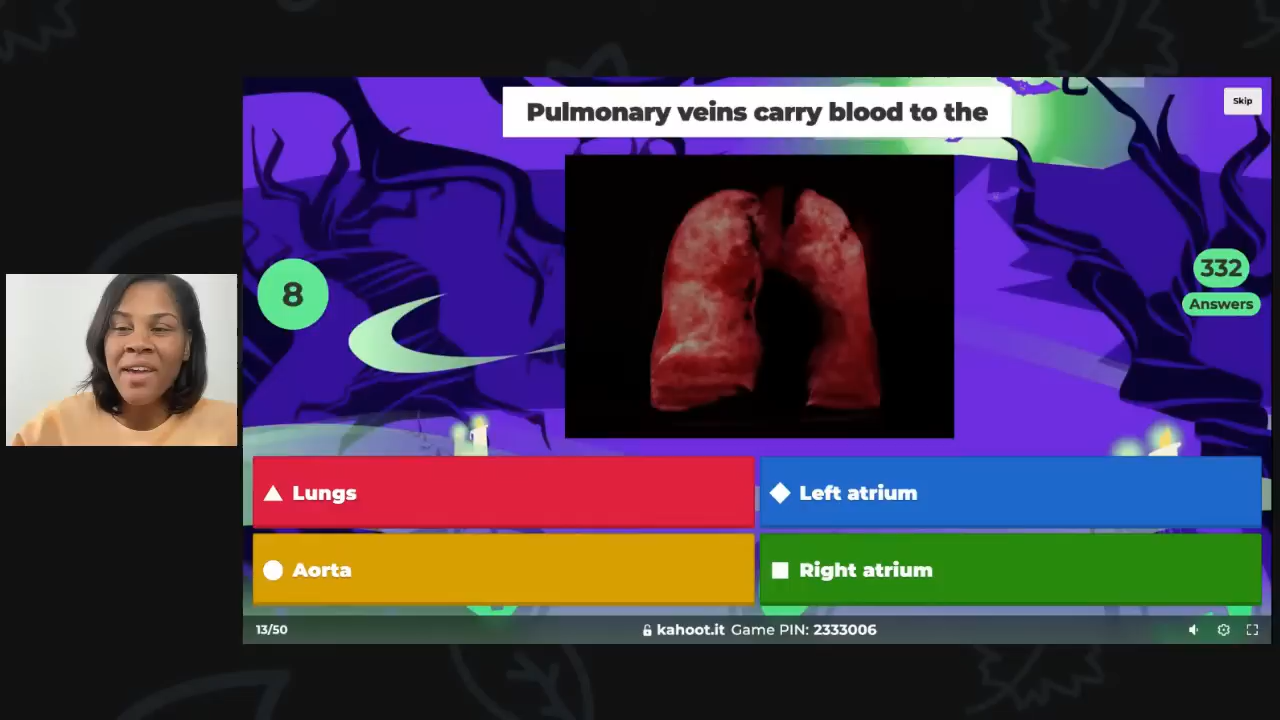 Pulmonary veins carry blood to the
Skip
8
332
Answers
Lungs
Left atrium
Aorta
Right atrium
13/50
kahoot.it Game PIN: 2333006